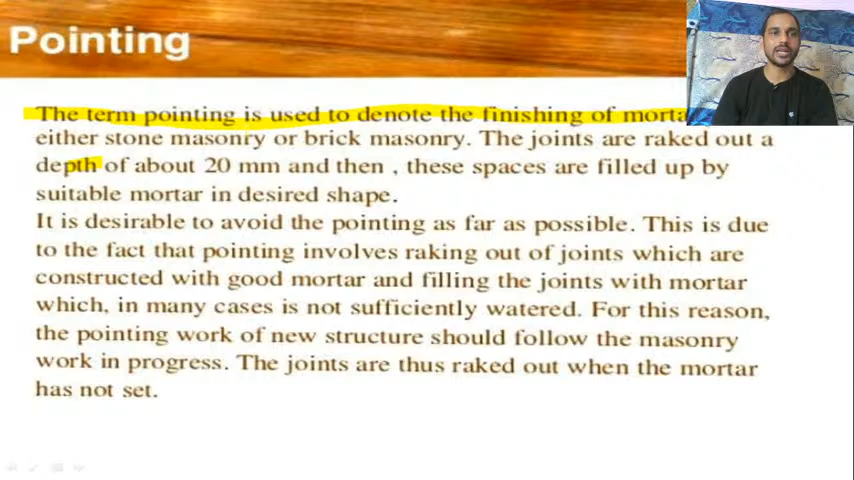 Pointing
The term pointing is used to denote the finishing of
either stone masonry or brick masonry. The joints are raked out a
depth of about 20 mm and then , these spaces are filled up by
suitable mortar in desired shape.
It is desirable to avoid the pointing as far as possible. This is due
to the fact that pointing involves raking out of joints which are
constructed with good mortar and filling the joints with mortar
which, in many cases is not sufficiently watered. For this reason,
the pointing work of new structure should follow the masonry
work in progress. The joints are thus raked out when the mortar
has not set.